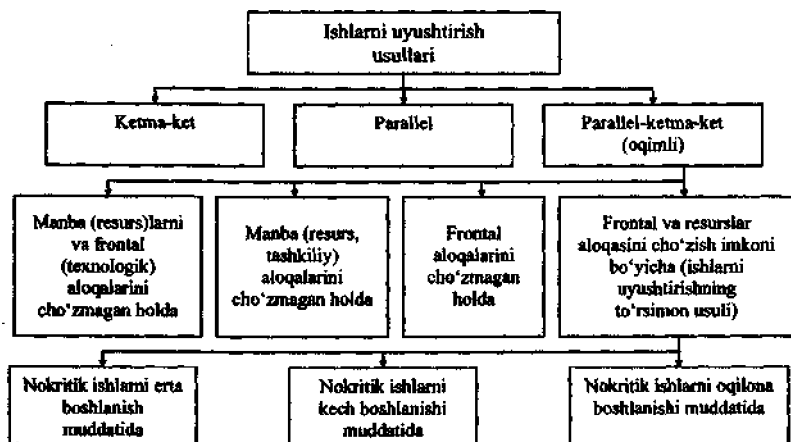 Ishlarni uyushtirish
usullari
Ketma-ket
Parallel
Parallel-ketma-ket
(oqimli)
Manba (resurs)larni
va frontal
(texnologik)
aloqalarini
cho‘zmagan holda
Manba (resurs,
tashkiliy)
aloqalarini
cho‘zmagan holda
Frontal
aloqalarini
cho‘zmagan
holda
Frontal va resurslar
aloqasini cho‘zish imkoni
bo‘yicha (ishlarni
uyushtirishning
to‘rsimon usuli)
Nokritik ishlarni erta
boshlanish
muddatida
Nokritik ishlarni
kech boshlanishi
muddatida
Nokritik ishlarni oqilona
boshlanishi muddatida